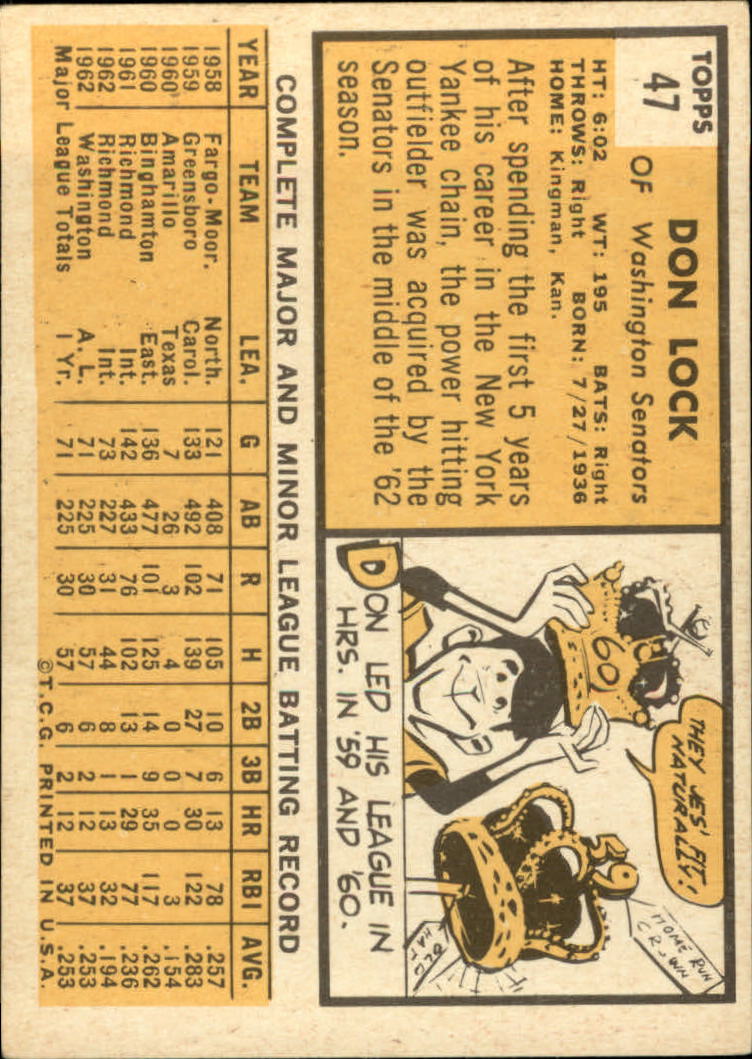 TOPPS
47
DON LOCK
OF Washington Senators
HT: 6:02 WT: 195 BATS: Right
THROWS: Right BORN: 7/27/1936
HOME: Kingman, Kan.
After spending the first 5 years
of his career in the New York
Yankee chain, the power hitting
outfielder was acquired by the
Senators in the middle of the '62
season.
THEY JES' FIT,
NATURALLY!
60
59
HOME RUN
CROWN
OLD
HAT
DON LED HIS LEAGUE IN
HRS. IN '59 AND '60.
COMPLETE MAJOR AND MINOR LEAGUE BATTING RECORD
YEAR TEAM LEA. G AB R H 2B 3B HR RBI AVG.
1958 Fargo-Moor. North. 121 408 71 105 10 6 13 78 .257
1959 Greensboro Carol. 133 492 102 139 27 7 30 122 .283
1960 Amarillo Texas 7 26 3 4 0 0 0 3 .154
1960 Binghamton East. 136 477 101 125 14 9 35 117 .262
1961 Richmond Int. 142 433 76 102 13 1 29 77 .236
1962 Richmond Int. 73 227 31 44 8 1 13 32 .194
1962 Washington A.L. 71 225 30 57 6 2 12 37 .253
Major League Totals 1 Yr. 71 225 30 57 6 2 12 37 .253
©T.C.G. PRINTED IN U.S.A.